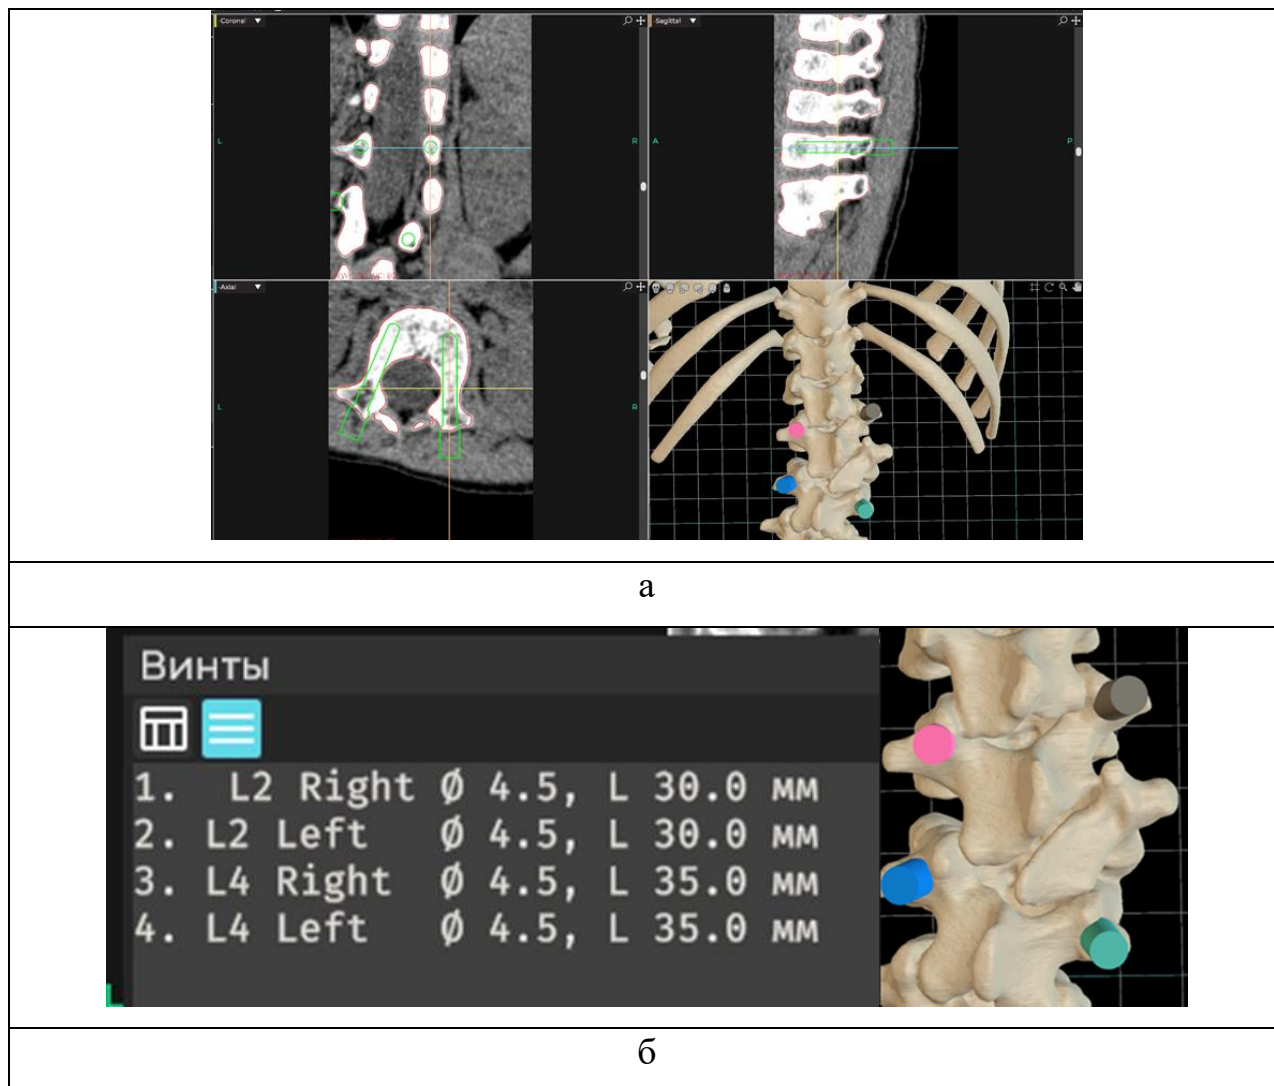 Coronal ▼
Sagittal ▼
L
R
A
P
Axial ▼
L
R
а
Винты
1. L2 Right Ø 4.5, L 30.0 мм
2. L2 Left Ø 4.5, L 30.0 мм
3. L4 Right Ø 4.5, L 35.0 мм
4. L4 Left Ø 4.5, L 35.0 мм
б